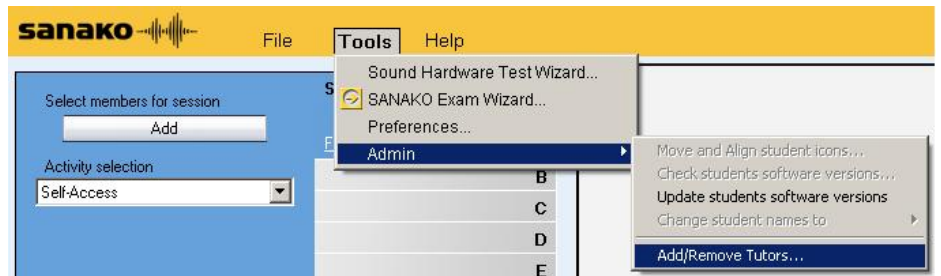 sanako
File Tools Help
Select members for session
Add
Activity selection
Self-Access
S
F
B
C
D
E
Sound Hardware Test Wizard...
SANAKO Exam Wizard...
Preferences...
Admin
Move and Align student icons...
Check students software versions...
Update students software versions
Change student names to
Add/Remove Tutors...